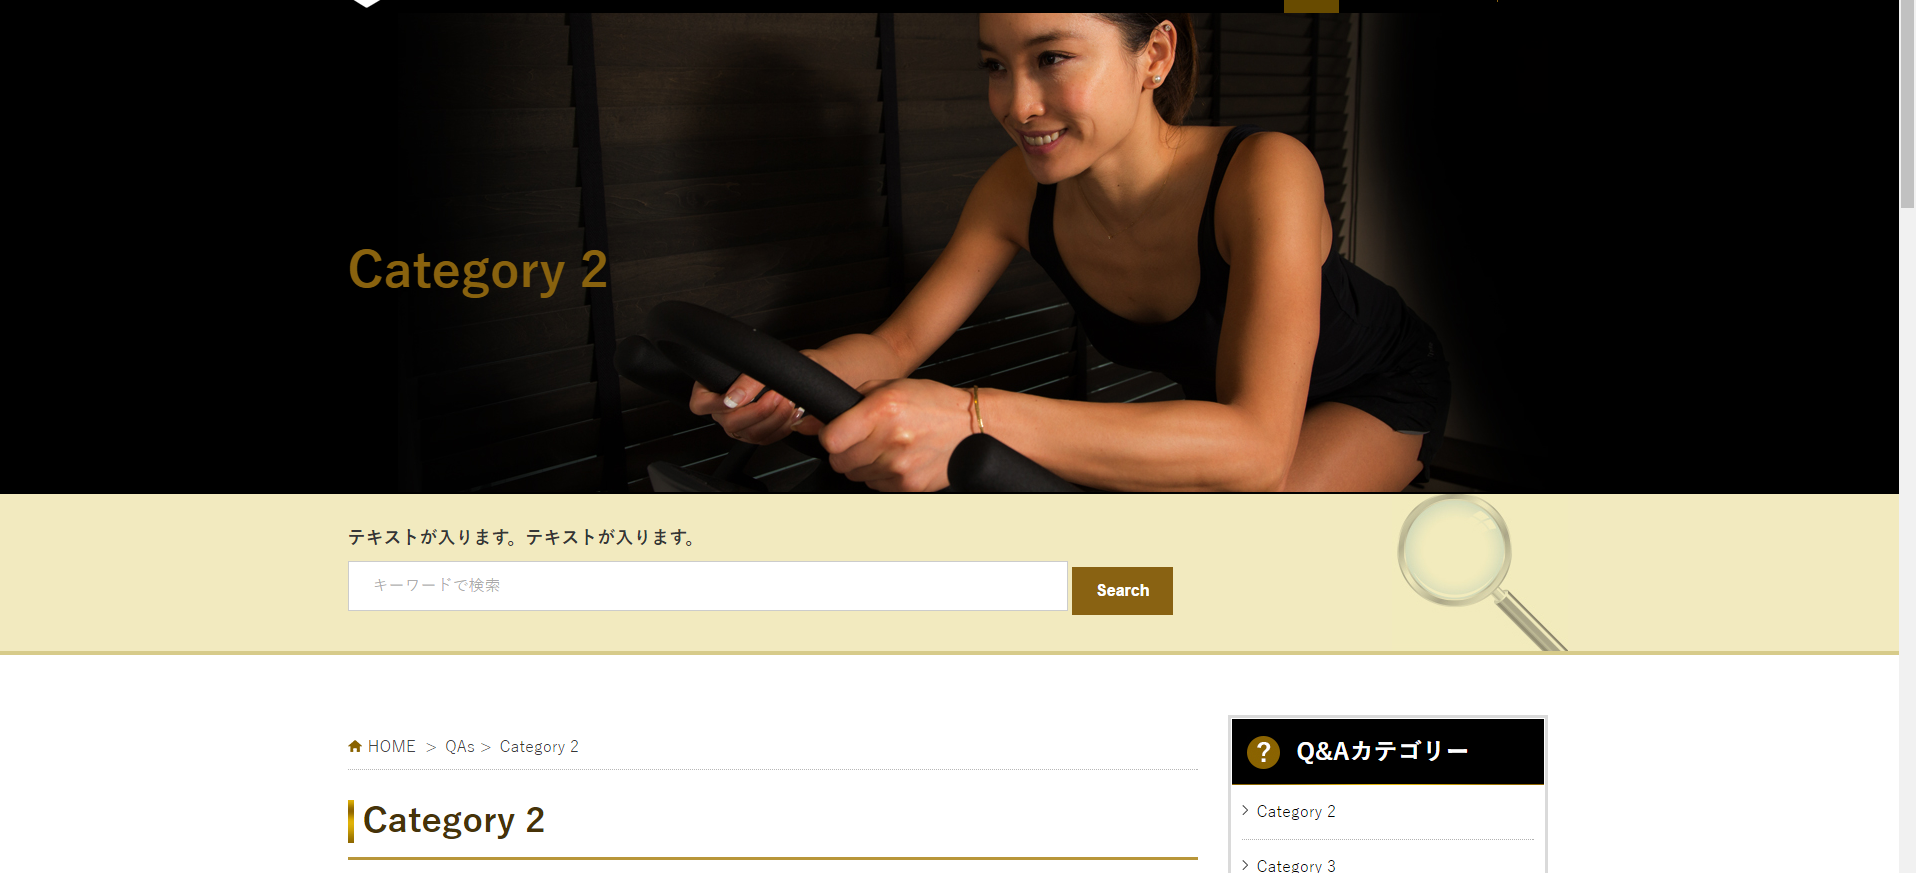 Category 2
テキストが入ります。テキストが入ります。
キーワードで検索
Search
HOME > QAs > Category 2
Category 2
?
Q&Aカテゴリー
> Category 2
> Category 3